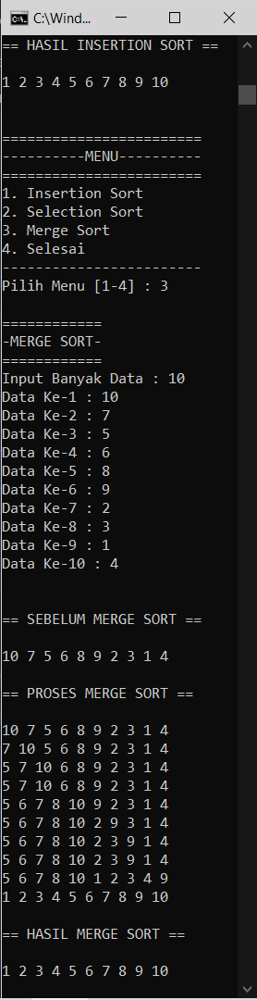 C:\Wind...
== HASIL INSERTION SORT ==
1 2 3 4 5 6 7 8 9 10
========================
----------MENU----------
========================
1. Insertion Sort
2. Selection Sort
3. Merge Sort
4. Selesai
------------------------
Pilih Menu [1-4] : 3
============
-MERGE SORT-
============
Input Banyak Data : 10
Data Ke-1 : 10
Data Ke-2 : 7
Data Ke-3 : 5
Data Ke-4 : 6
Data Ke-5 : 8
Data Ke-6 : 9
Data Ke-7 : 2
Data Ke-8 : 3
Data Ke-9 : 1
Data Ke-10 : 4
== SEBELUM MERGE SORT ==
10 7 5 6 8 9 2 3 1 4
== PROSES MERGE SORT ==
10 7 5 6 8 9 2 3 1 4
7 10 5 6 8 9 2 3 1 4
5 7 10 6 8 9 2 3 1 4
5 7 10 6 8 9 2 3 1 4
5 6 7 8 10 9 2 3 1 4
5 6 7 8 10 2 9 3 1 4
5 6 7 8 10 2 3 9 1 4
5 6 7 8 10 2 3 9 1 4
5 6 7 8 10 1 2 3 4 9
1 2 3 4 5 6 7 8 9 10
== HASIL MERGE SORT ==
1 2 3 4 5 6 7 8 9 10